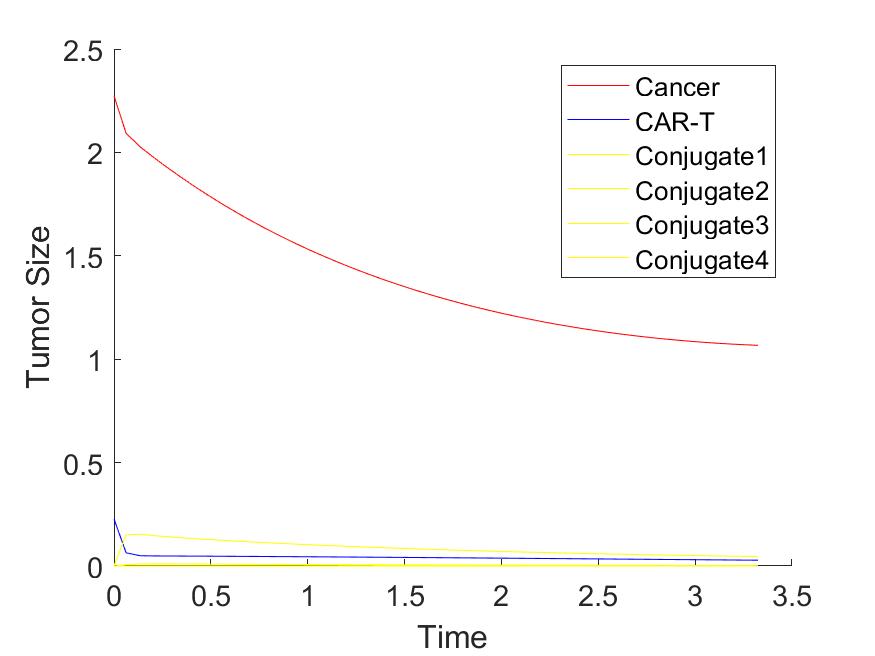 2.5
2
1.5
1
0.5
0
Tumor Size
Cancer
CAR-T
Conjugate1
Conjugate2
Conjugate3
Conjugate4
0 0.5 1 1.5 2 2.5 3 3.5
Time